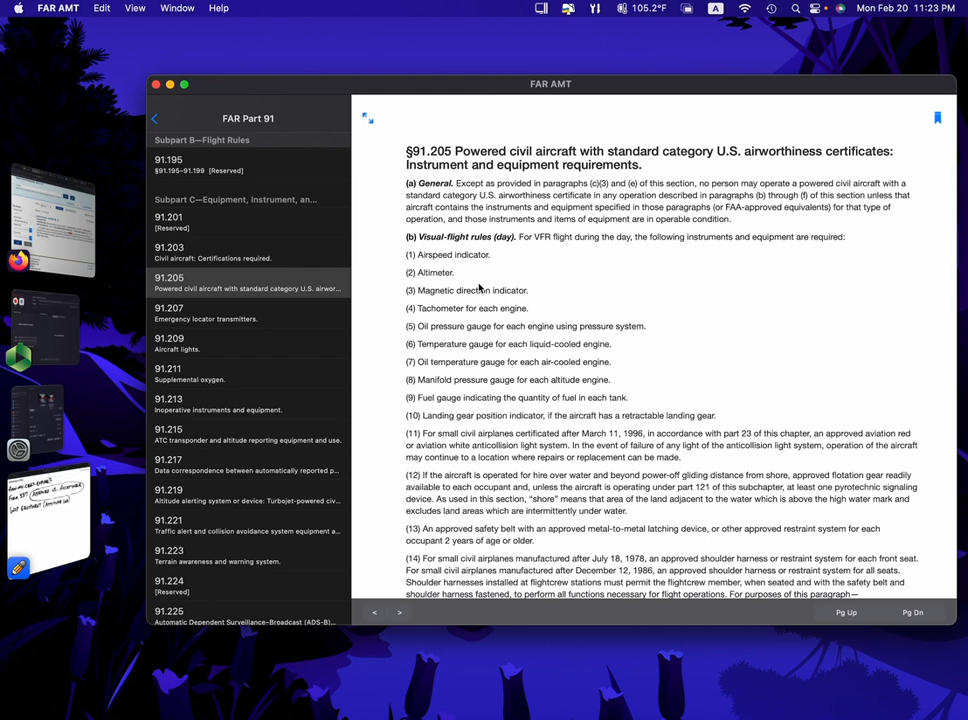 FAR AMT Edit View Window Help 105.2°F A Mon Feb 20 11:23 PM
FAR AMT
FAR Part 91
Subpart B—Flight Rules
91.195
§91.195–91.199 [Reserved]
Subpart C—Equipment, Instrument, an...
91.201
[Reserved]
91.203
Civil aircraft: Certifications required.
91.205
Powered civil aircraft with standard category U.S. airwor...
91.207
Emergency locator transmitters.
91.209
Aircraft lights.
91.211
Supplemental oxygen.
91.213
Inoperative instruments and equipment.
91.215
ATC transponder and altitude reporting equipment and use.
91.217
Data correspondence between automatically reported p...
91.219
Altitude alerting system or device: Turbojet-powered civ...
91.221
Traffic alert and collision avoidance system equipment a...
91.223
Terrain awareness and warning system.
91.224
[Reserved]
91.225
Automatic Dependent Surveillance-Broadcast (ADS-B)...
§91.205 Powered civil aircraft with standard category U.S. airworthiness certificates:
Instrument and equipment requirements.
(a) General. Except as provided in paragraphs (c)(3) and (e) of this section, no person may operate a powered civil aircraft with a
standard category U.S. airworthiness certificate in any operation described in paragraphs (b) through (f) of this section unless that
aircraft contains the instruments and equipment specified in those paragraphs (or FAA-approved equivalents) for that type of
operation, and those instruments and items of equipment are in operable condition.
(b) Visual-flight rules (day). For VFR flight during the day, the following instruments and equipment are required:
(1) Airspeed indicator.
(2) Altimeter.
(3) Magnetic direction indicator.
(4) Tachometer for each engine.
(5) Oil pressure gauge for each engine using pressure system.
(6) Temperature gauge for each liquid-cooled engine.
(7) Oil temperature gauge for each air-cooled engine.
(8) Manifold pressure gauge for each altitude engine.
(9) Fuel gauge indicating the quantity of fuel in each tank.
(10) Landing gear position indicator, if the aircraft has a retractable landing gear.
(11) For small civil airplanes certificated after March 11, 1996, in accordance with part 23 of this chapter, an approved aviation red
or aviation white anticollision light system. In the event of failure of any light of the anticollision light system, operation of the aircraft
may continue to a location where repairs or replacement can be made.
(12) If the aircraft is operated for hire over water and beyond power-off gliding distance from shore, approved flotation gear readily
available to each occupant and, unless the aircraft is operating under part 121 of this subchapter, at least one pyrotechnic signaling
device. As used in this section, “shore” means that area of the land adjacent to the water which is above the high water mark and
excludes land areas which are intermittently under water.
(13) An approved safety belt with an approved metal-to-metal latching device, or other approved restraint system for each
occupant 2 years of age or older.
(14) For small civil airplanes manufactured after July 18, 1978, an approved shoulder harness or restraint system for each front seat.
For small civil airplanes manufactured after December 12, 1986, an approved shoulder harness or restraint system for all seats.
Shoulder harnesses installed at flightcrew stations must permit the flightcrew member, when seated and with the safety belt and
shoulder harness fastened, to perform all functions necessary for flight operations. For purposes of this paragraph—
< > Pg Up Pg Dn